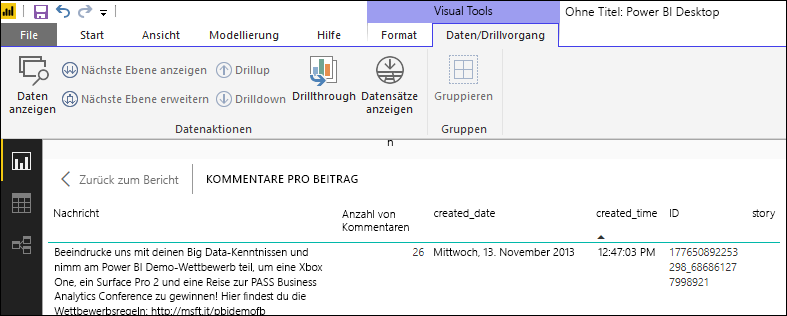 Visual Tools
Ohne Titel: Power BI Desktop
File Start Ansicht Modellierung Hilfe Format Daten/Drillvorgang
Daten anzeigen
Nächste Ebene anzeigen
Nächste Ebene erweitern
Drillup
Drilldown
Drillthrough
Datensätze anzeigen
Gruppieren
Datenaktionen
Gruppen
n
Zurück zum Bericht KOMMENTARE PRO BEITRAG
Nachricht
Anzahl von Kommentaren
created_date
created_time
ID
story
Beeindrucke uns mit deinen Big Data-Kenntnissen und
nimm am Power BI Demo-Wettbewerb teil, um eine Xbox
One, ein Surface Pro 2 und eine Reise zur PASS Business
Analytics Conference zu gewinnen! Hier findest du die
Wettbewerbsregeln: http://msft.it/pbidemofb
26
Mittwoch, 13. November 2013
12:47:03 PM
177650892253
298_68686127
7998921